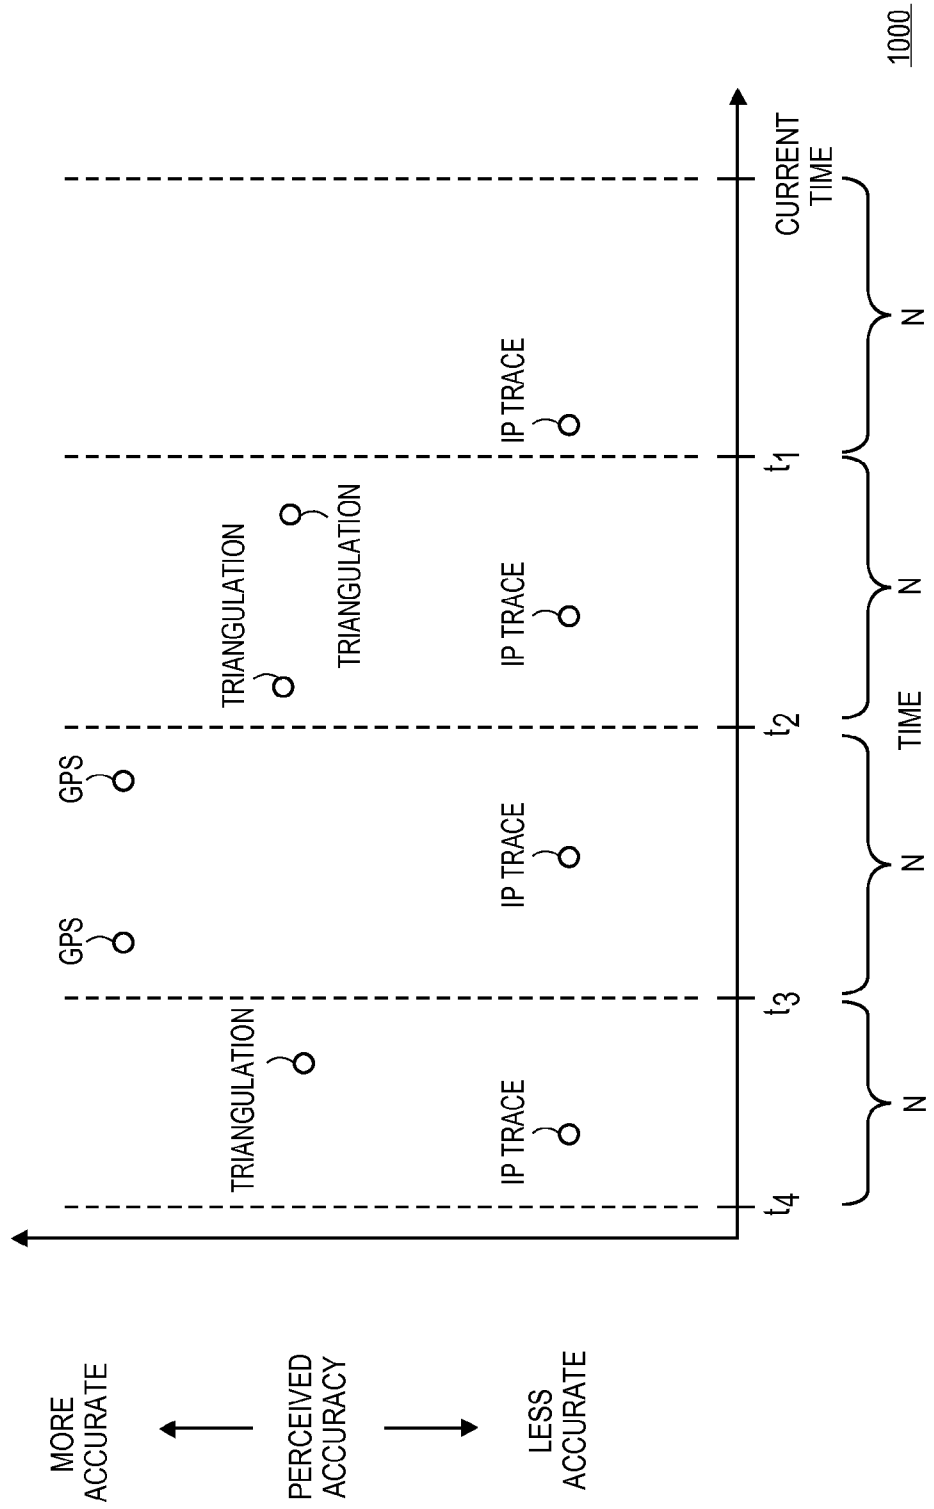 MORE
ACCURATE
PERCEIVED
ACCURACY
LESS
ACCURATE
GPS
GPS
TRIANGULATION
TRIANGULATION
TRIANGULATION
IP TRACE
IP TRACE
IP TRACE
IP TRACE
t4
t3
t2
t1
CURRENT
TIME
N
N
N
N
TIME
1000